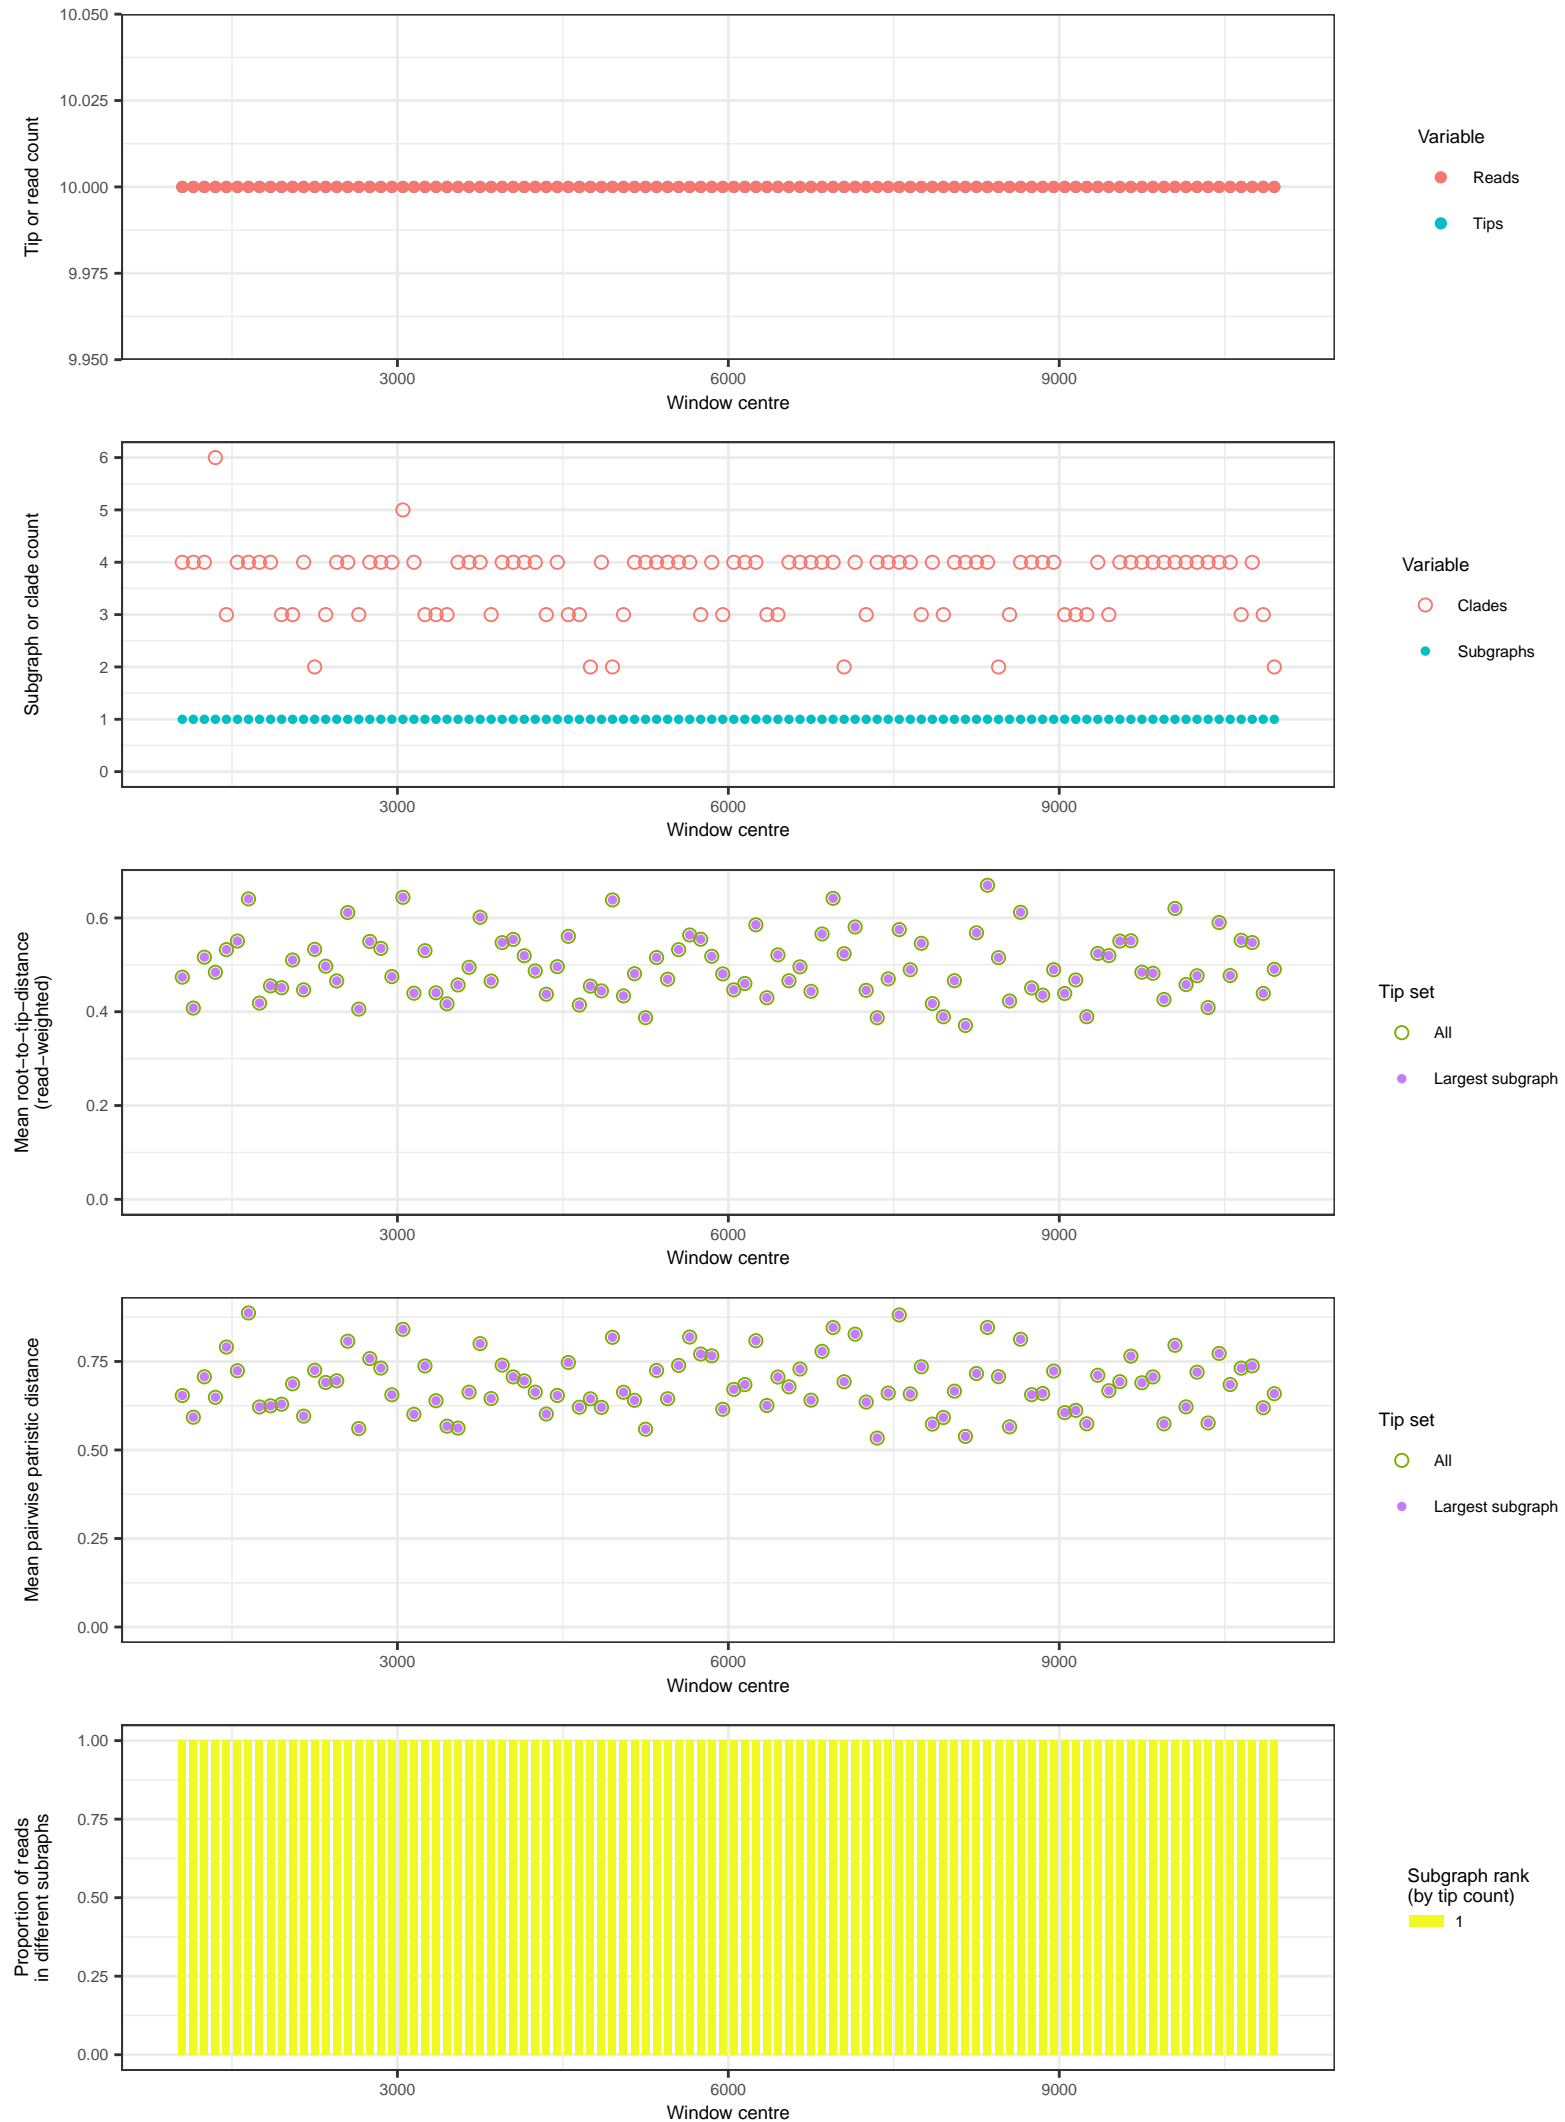 10.050
10.025
10.000
9.975
9.950
Tip or read count
3000
6000
9000
Window centre
Variable
Reads
Tips
6
5
4
3
2
1
0
Subgraph or clade count
3000
6000
9000
Window centre
Variable
Clades
Subgraphs
0.6
0.4
0.2
0.0
Mean root−to−tip−distance
(read−weighted)
3000
6000
9000
Window centre
Tip set
All
Largest subgraph
0.75
0.50
0.25
0.00
Mean pairwise patristic distance
3000
6000
9000
Window centre
Tip set
All
Largest subgraph
1.00
0.75
0.50
0.25
0.00
Proportion of reads
in different subraphs
3000
6000
9000
Window centre
Subgraph rank
(by tip count)
1